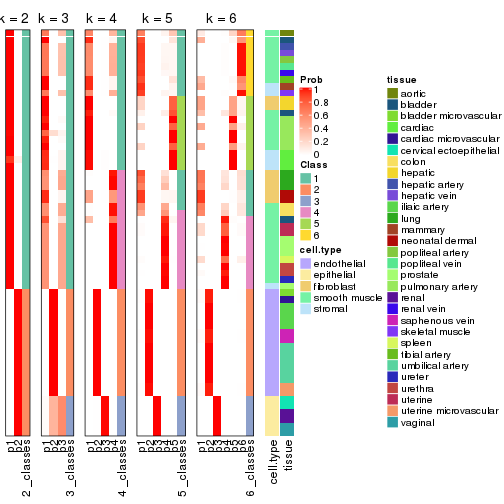 k = 2 k = 3 k = 4 k = 5 k = 6
p1
p2
2_classes
p1
p2
p3
3_classes
p1
p2
p3
p4
4_classes
p1
p2
p3
p4
p5
5_classes
p1
p2
p3
p4
p5
p6
6_classes
cell.type
tissue
Prob
1
0.8
0.6
0.4
0.2
0
Class
1
2
3
4
5
6
cell.type
endothelial
epithelial
fibroblast
smooth muscle
stromal
tissue
aortic
bladder
bladder microvascular
cardiac
cardiac microvascular
cervical ectoepithelial
colon
hepatic
hepatic artery
hepatic vein
iliac artery
lung
mammary
neonatal dermal
popliteal artery
popliteal vein
prostate
pulmonary artery
renal
renal vein
saphenous vein
skeletal muscle
spleen
tibial artery
umbilical artery
ureter
urethra
uterine
uterine microvascular
vaginal